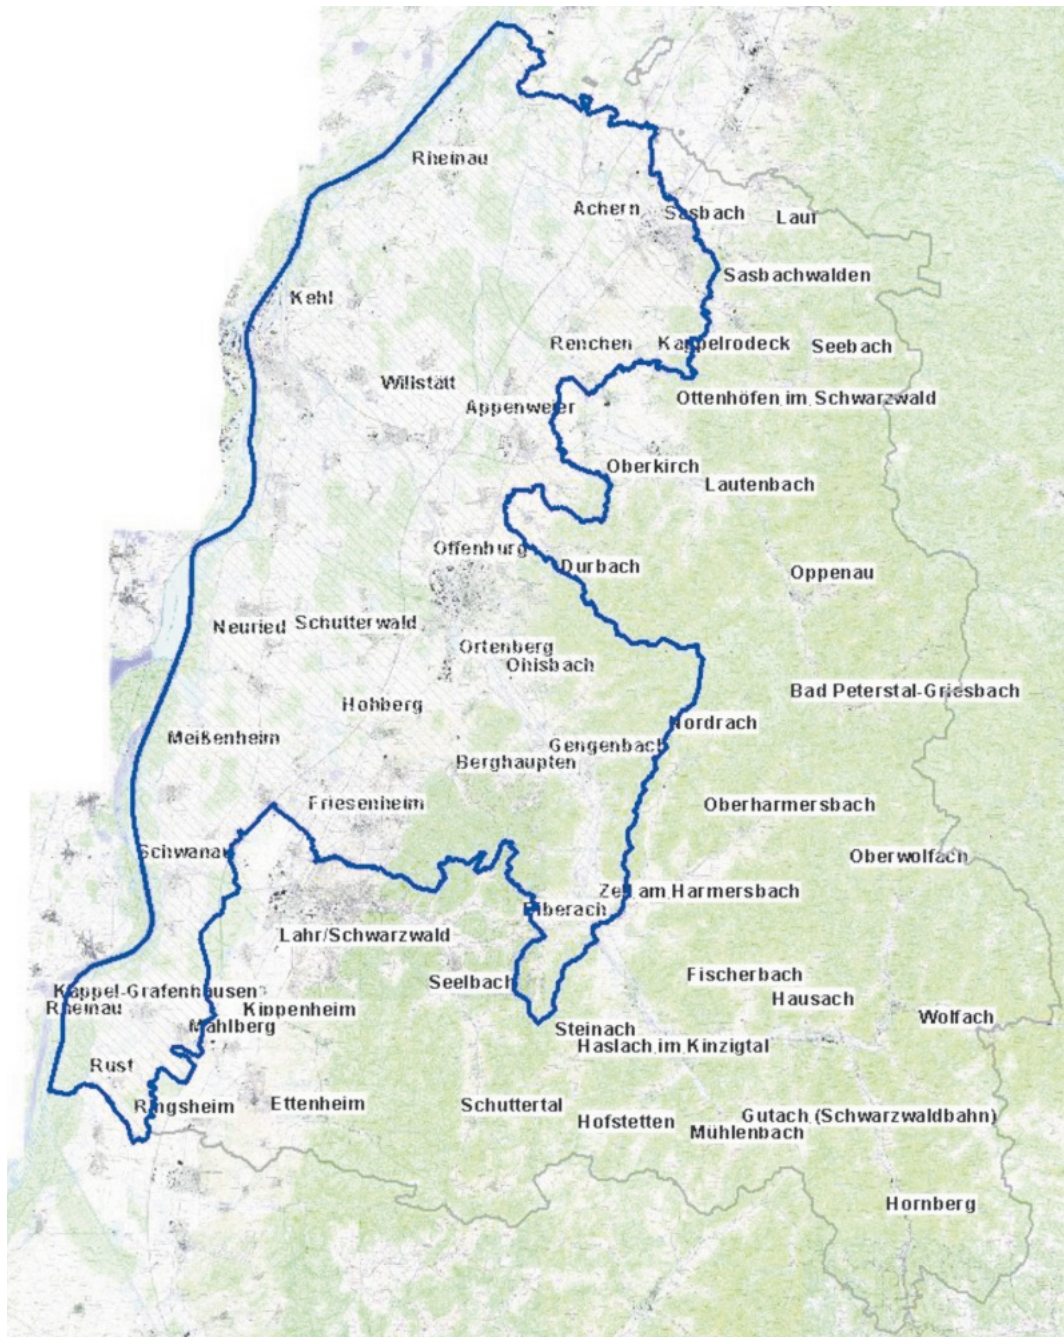 Rheinau
Achern
Sasbach
Lauf
Sasbachwalden
Kehl
Renchen
Kappelrodeck
Seebach
Willstätt
Ottenhöfen im Schwarzwald
Appenweier
Oberkirch
Lautenbach
Offenburg
Durbach
Oppenau
Neuried
Schutterwald
Ortenberg
Ohlsbach
Bad Peterstal-Griesbach
Hohberg
Nordrach
Meißenheim
Gengenbach
Berghaupten
Friesenheim
Oberharmersbach
Schwanau
Oberwolfach
Zell am Harmersbach
Biberach
Lahr/Schwarzwald
Fischerbach
Seelbach
Kappel-Grafenhausen
Hausach
Rheinau
Kippenheim
Wolfach
Mahlberg
Steinach
Haslach im Kinzigtal
Rust
Ringsheim
Ettenheim
Schuttertal
Hofstetten
Gutach (Schwarzwaldbahn)
Mühlenbach
Hornberg